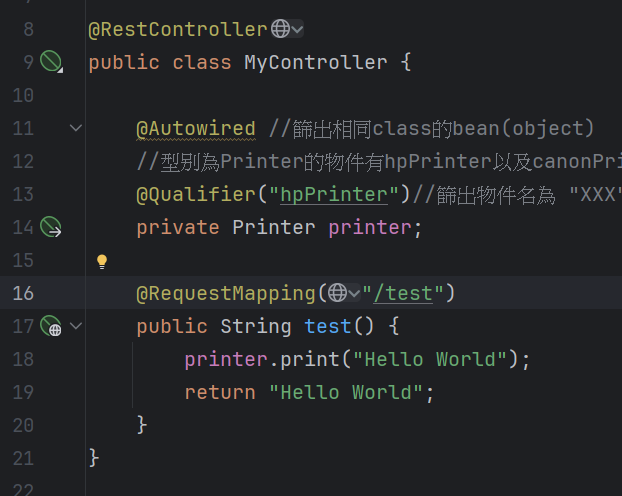 8 @RestController
9 public class MyController {
10
11 @Autowired //篩出相同class的bean(object)
12 //型別為Printer的物件有hpPrinter以及canonPri
13 @Qualifier("hpPrinter")//篩出物件名為 "XXX"
14 private Printer printer;
15
16 @RequestMapping("/test")
17 public String test() {
18 printer.print("Hello World");
19 return "Hello World";
20 }
21 }
22